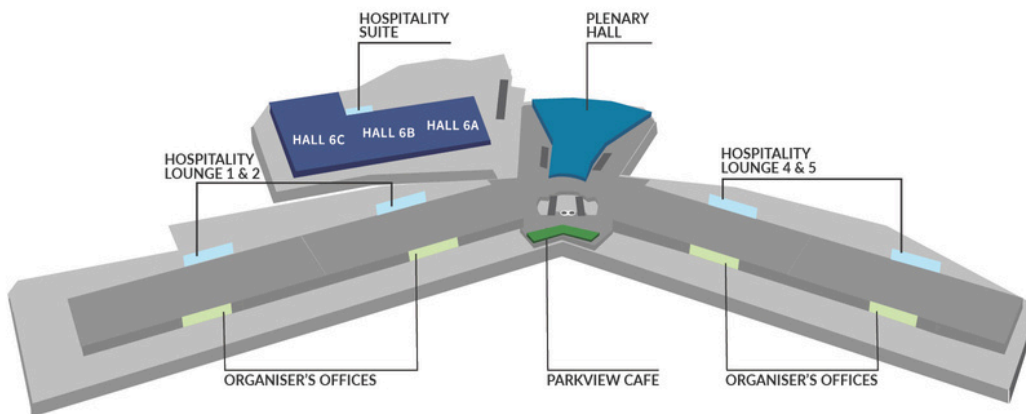 HOSPITALITY
SUITE
PLENARY
HALL
HALL 6C
HALL 6B
HALL 6A
HOSPITALITY
LOUNGE 1 & 2
HOSPITALITY
LOUNGE 4 & 5
ORGANISER'S OFFICES
PARKVIEW CAFE
ORGANISER'S OFFICES